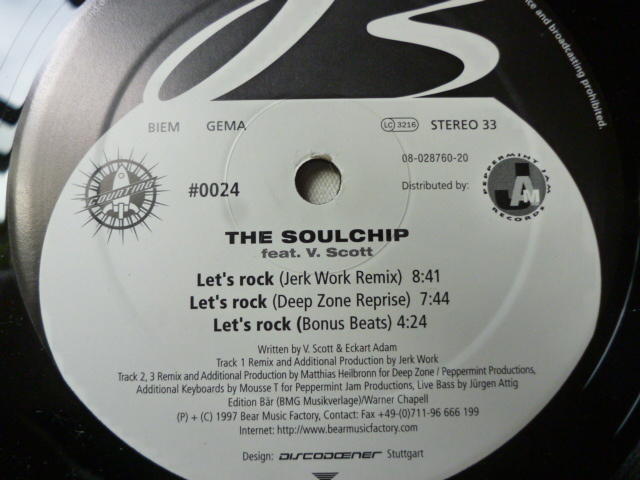 nce and broadcasting prohibited.
BIEM GEMA LC 3216 STEREO 33
08-028760-20
COUNTING
#0024
Distributed by:
PEPPERMINT JAM RECORDS
JAM
THE SOULCHIP
feat. V. Scott
Let's rock (Jerk Work Remix) 8:41
Let's rock (Deep Zone Reprise) 7:44
Let's rock (Bonus Beats) 4:24
Written by V. Scott & Eckart Adam
Track 1 Remix and Additional Production by Jerk Work
Track 2, 3 Remix and Additional Production by Matthias Heilbronn for Deep Zone / Peppermint Productions,
Additional Keyboards by Mousse T for Peppermint Jam Productions, Live Bass by Jürgen Attig
Edition Bär (BMG Musikverlage)/Warner Chapell
(P) + (C) 1997 Bear Music Factory, Contact: Fax +49-(0)711-96 666 199
Internet: http://www.bearmusicfactory.com
Design: DISCODOENER Stuttgart